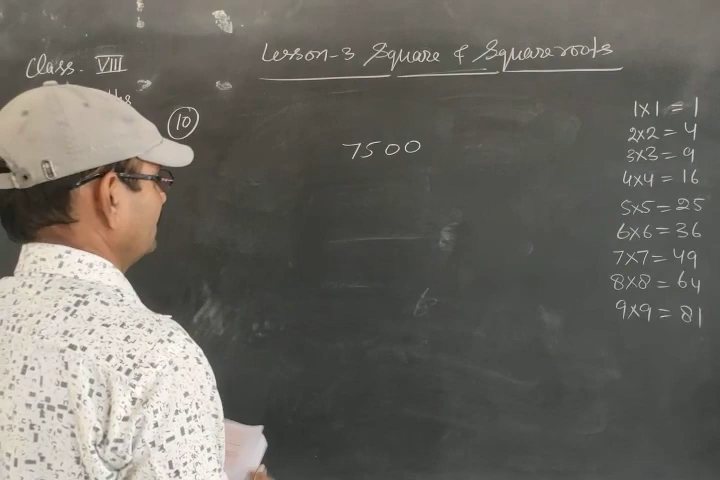 Class. VIII
Lesson-3 Square & Square roots
10
7500
1x1 = 1
2x2 = 4
3x3 = 9
4x4 = 16
5x5 = 25
6x6 = 36
7x7 = 49
8x8 = 64
9x9 = 81